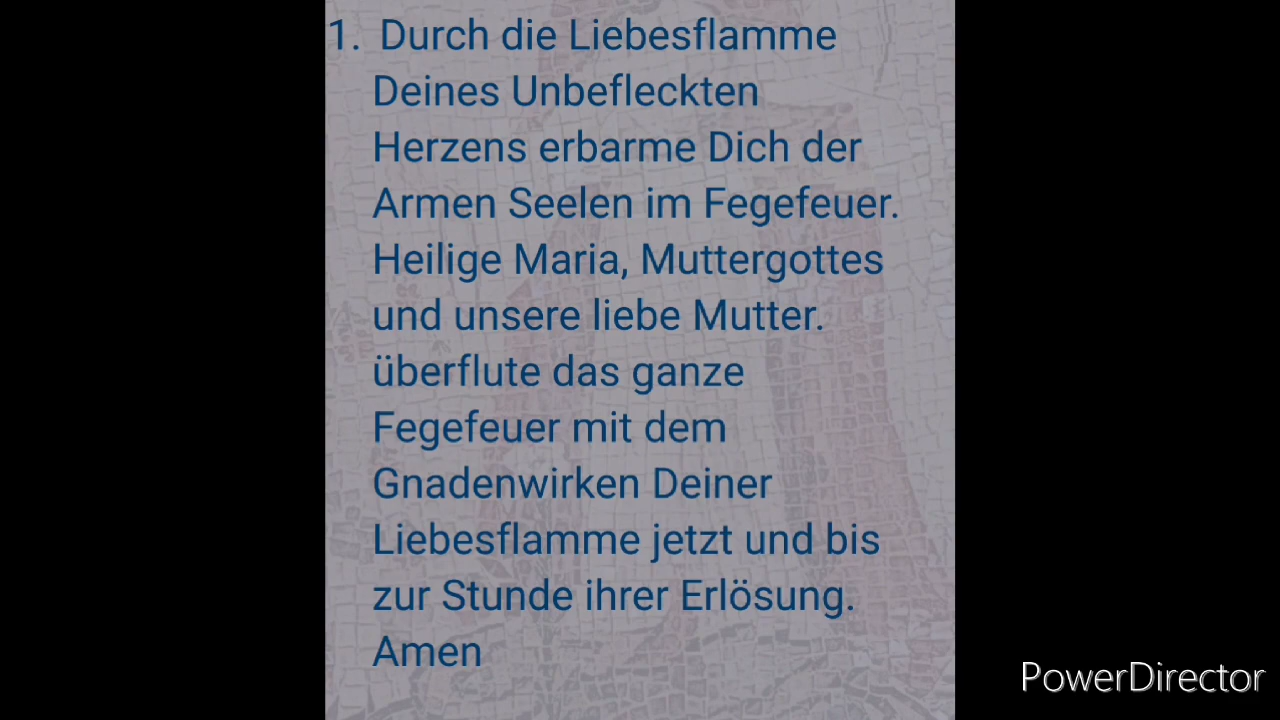 1. Durch die Liebesflamme
Deines Unbefleckten
Herzens erbarme Dich der
Armen Seelen im Fegefeuer.
Heilige Maria, Muttergottes
und unsere liebe Mutter.
überflute das ganze
Fegefeuer mit dem
Gnadenwirken Deiner
Liebesflamme jetzt und bis
zur Stunde ihrer Erlösung.
Amen
PowerDirector